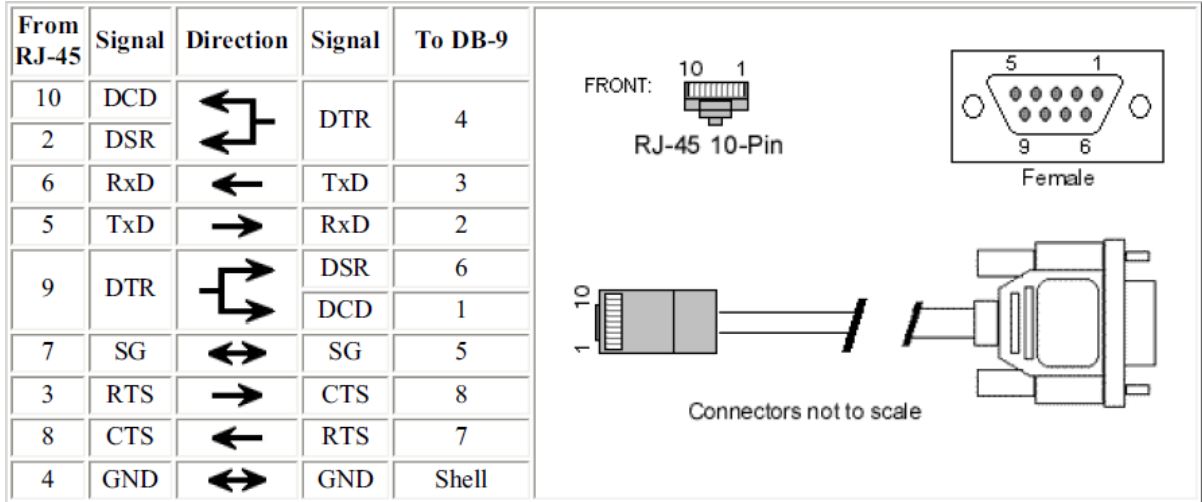 From RJ-45 Signal Direction Signal To DB-9
10 DCD DTR 4
2 DSR
6 RxD TxD 3
5 TxD RxD 2
9 DTR DSR 6
DCD 1
7 SG SG 5
3 RTS CTS 8
8 CTS RTS 7
4 GND GND Shell
FRONT:
10 1
RJ-45 10-Pin
5 1
9 6
Female
10
1
Connectors not to scale